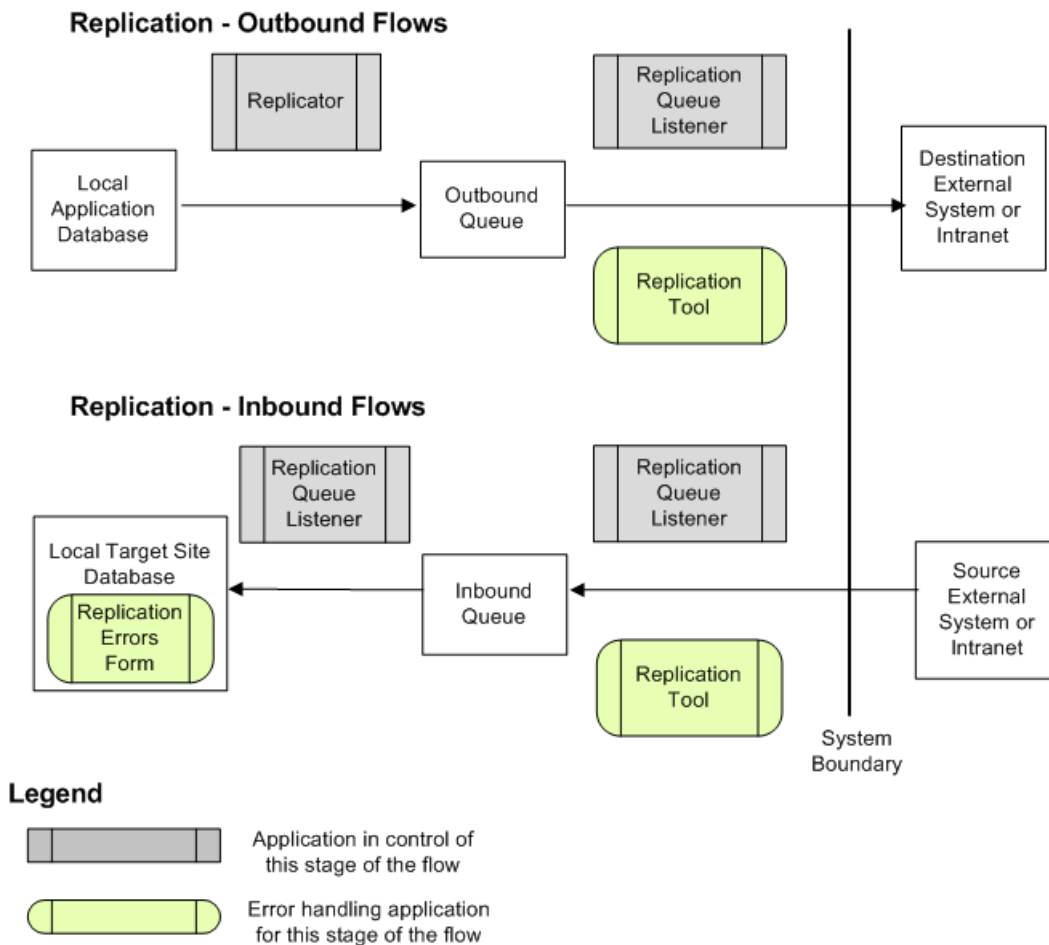 Replication - Outbound Flows
Replicator
Replication
Queue
Listener
Local
Application
Database
Outbound
Queue
Destination
External
System or
Intranet
Replication
Tool
Replication - Inbound Flows
Replication
Queue
Listener
Replication
Queue
Listener
Local Target Site
Database
Replication
Errors
Form
Inbound
Queue
Source
External
System or
Intranet
Replication
Tool
System
Boundary
Legend
Application in control of
this stage of the flow
Error handling application
for this stage of the flow